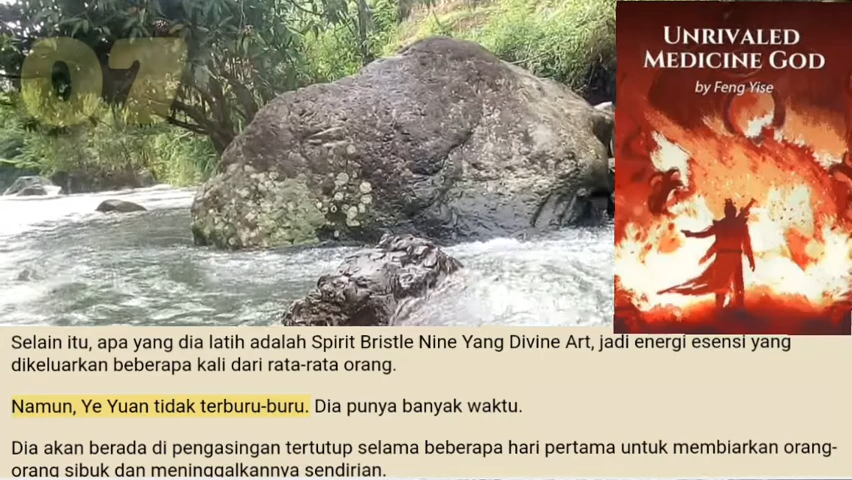 07
UNRIVALED
MEDICINE GOD
by Feng Yise
Selain itu, apa yang dia latih adalah Spirit Bristle Nine Yang Divine Art, jadi energi esensi yang
dikeluarkan beberapa kali dari rata-rata orang.
Namun, Ye Yuan tidak terburu-buru. Dia punya banyak waktu.
Dia akan berada di pengasingan tertutup selama beberapa hari pertama untuk membiarkan orang-
orang sibuk dan meninggalkannya sendirian.